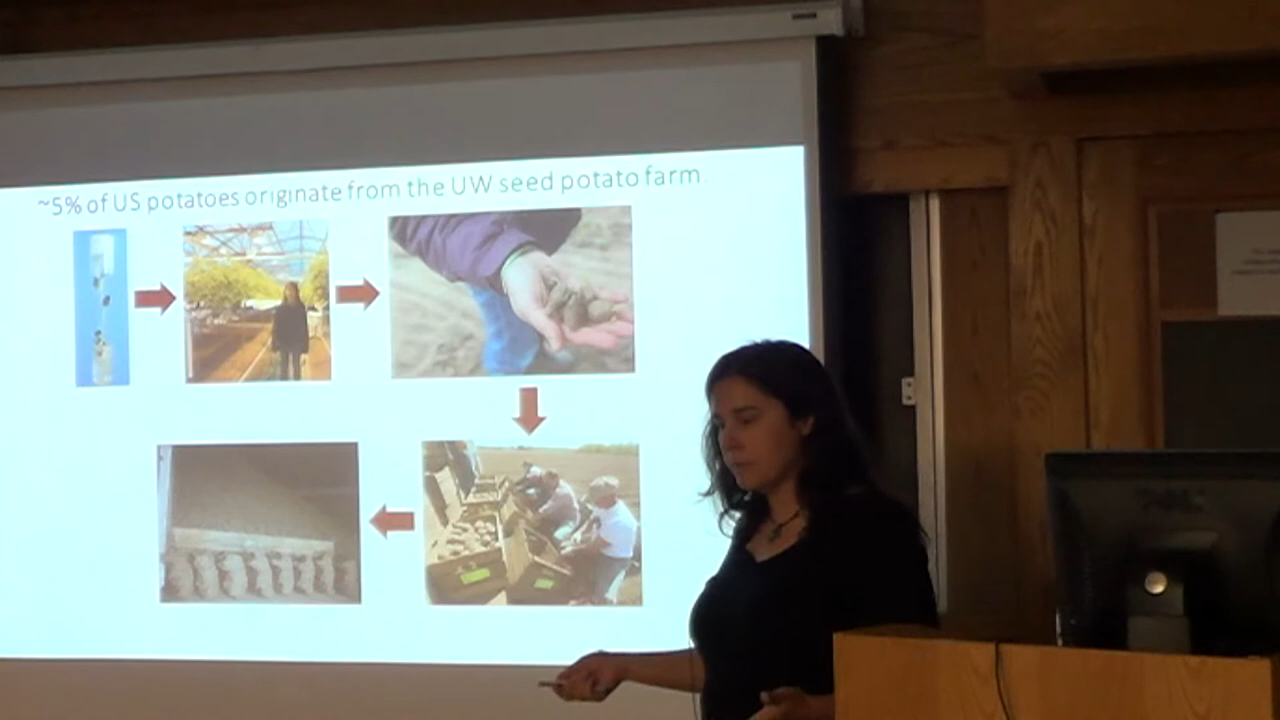 ~5% of US potatoes originate from the UW seed potato farm.